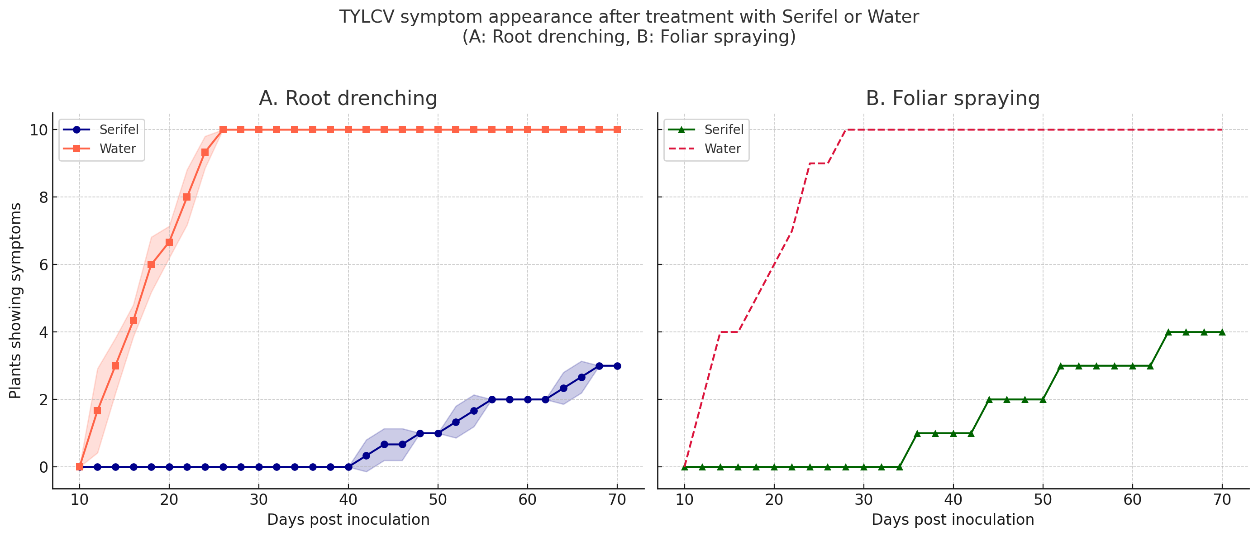 TYLCV symptom appearance after treatment with Serifel or Water
(A: Root drenching, B: Foliar spraying)
A. Root drenching
Serifel
Water
Plants showing symptoms
10
8
6
4
2
0
10 20 30 40 50 60 70
Days post inoculation
B. Foliar spraying
Serifel
Water
10 20 30 40 50 60 70
Days post inoculation